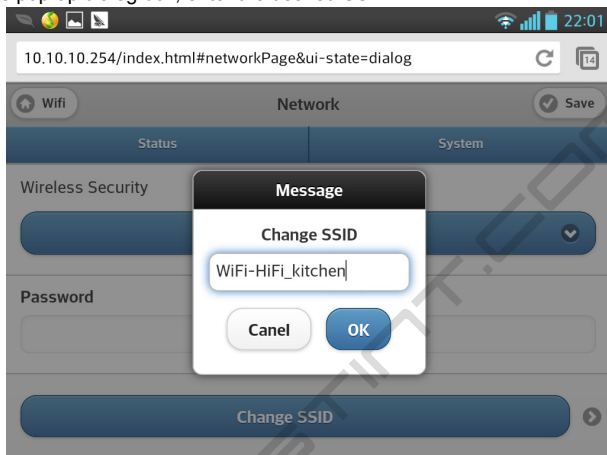 22:01
10.10.10.254/index.html#networkPage&ui-state=dialog
14
Wifi
Network
Save
Status
System
Wireless Security
Message
Change SSID
WiFi-HiFi_kitchen
Password
Canel
OK
Change SSID